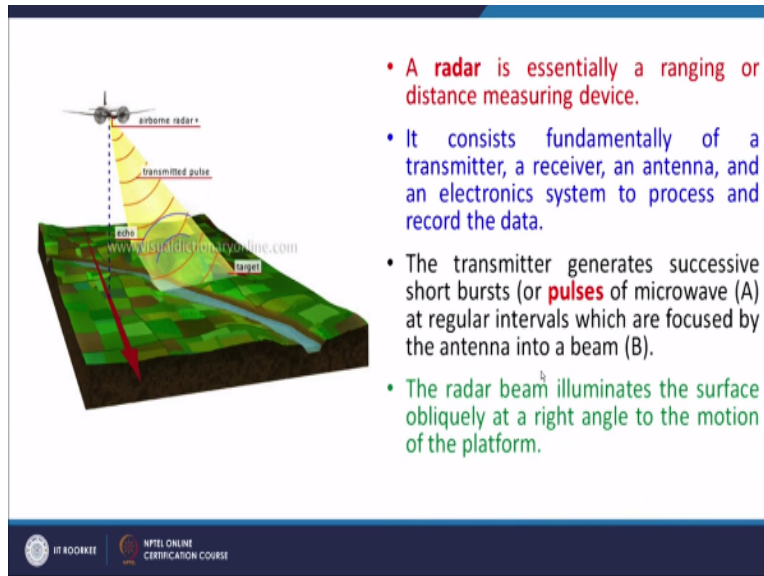 airborne radar
transmitted pulse
echo
www.visualdictionaryonline.com
target
• A radar is essentially a ranging or
distance measuring device.
• It consists fundamentally of a
transmitter, a receiver, an antenna, and
an electronics system to process and
record the data.
• The transmitter generates successive
short bursts (or pulses of microwave (A)
at regular intervals which are focused by
the antenna into a beam (B).
• The radar beam illuminates the surface
obliquely at a right angle to the motion
of the platform.
IIT ROORKEE
NPTEL ONLINE
CERTIFICATION COURSE